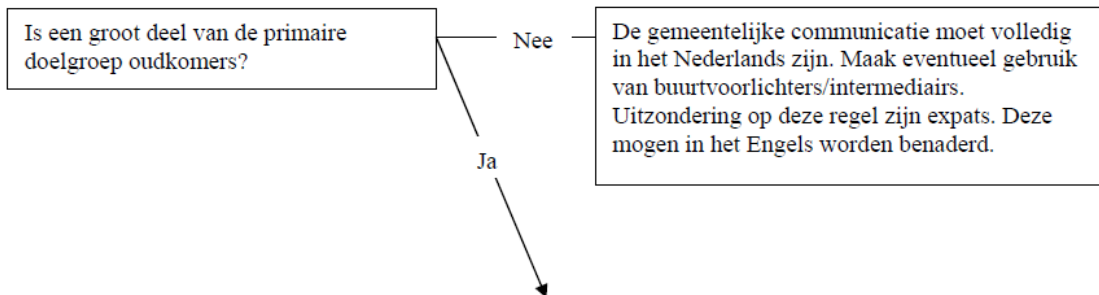 Is een groot deel van de primaire
doelgroep oudkomers?
Nee
De gemeentelijke communicatie moet volledig
in het Nederlands zijn. Maak eventueel gebruik
van buurtvoorlichters/intermediairs.
Uitzondering op deze regel zijn expats. Deze
mogen in het Engels worden benaderd.
Ja